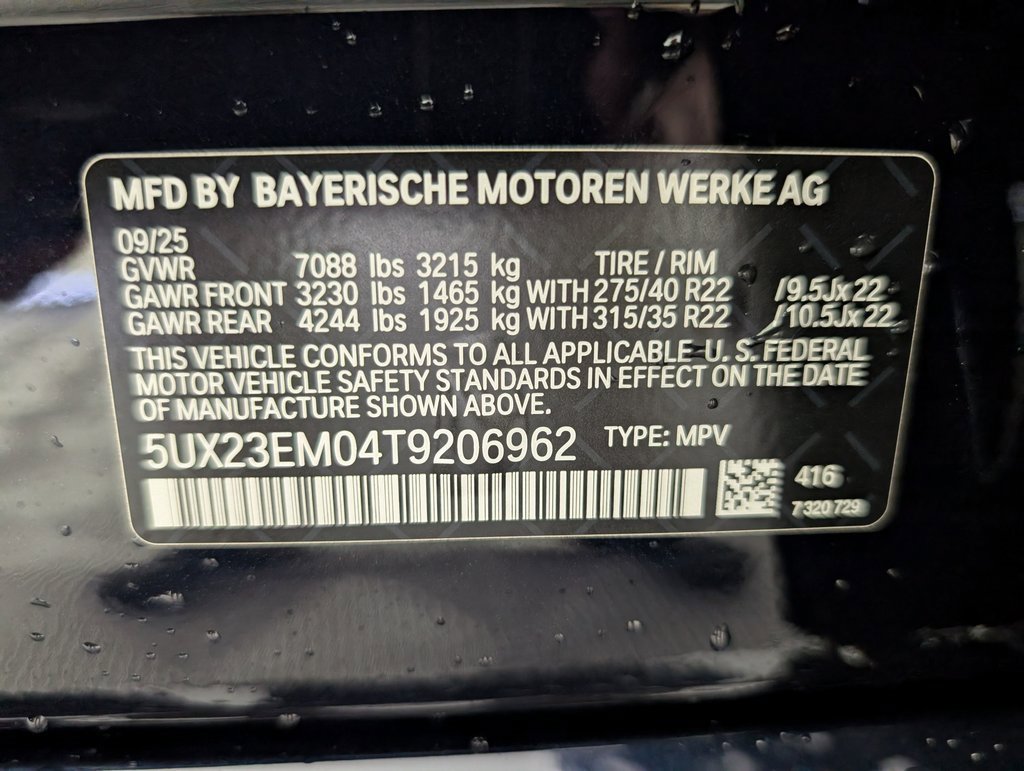 MFD BY BAYERISCHE MOTOREN WERKE AG
09/25
GVWR 7088 lbs 3215 kg TIRE / RIM
GAWR FRONT 3230 lbs 1465 kg WITH 275/40 R22 /9.5Jx22
GAWR REAR 4244 lbs 1925 kg WITH 315/35 R22 /10.5Jx22
THIS VEHICLE CONFORMS TO ALL APPLICABLE U. S. FEDERAL
MOTOR VEHICLE SAFETY STANDARDS IN EFFECT ON THE DATE
OF MANUFACTURE SHOWN ABOVE.
5UX23EM04T9206962 TYPE: MPV
416
7 320 729